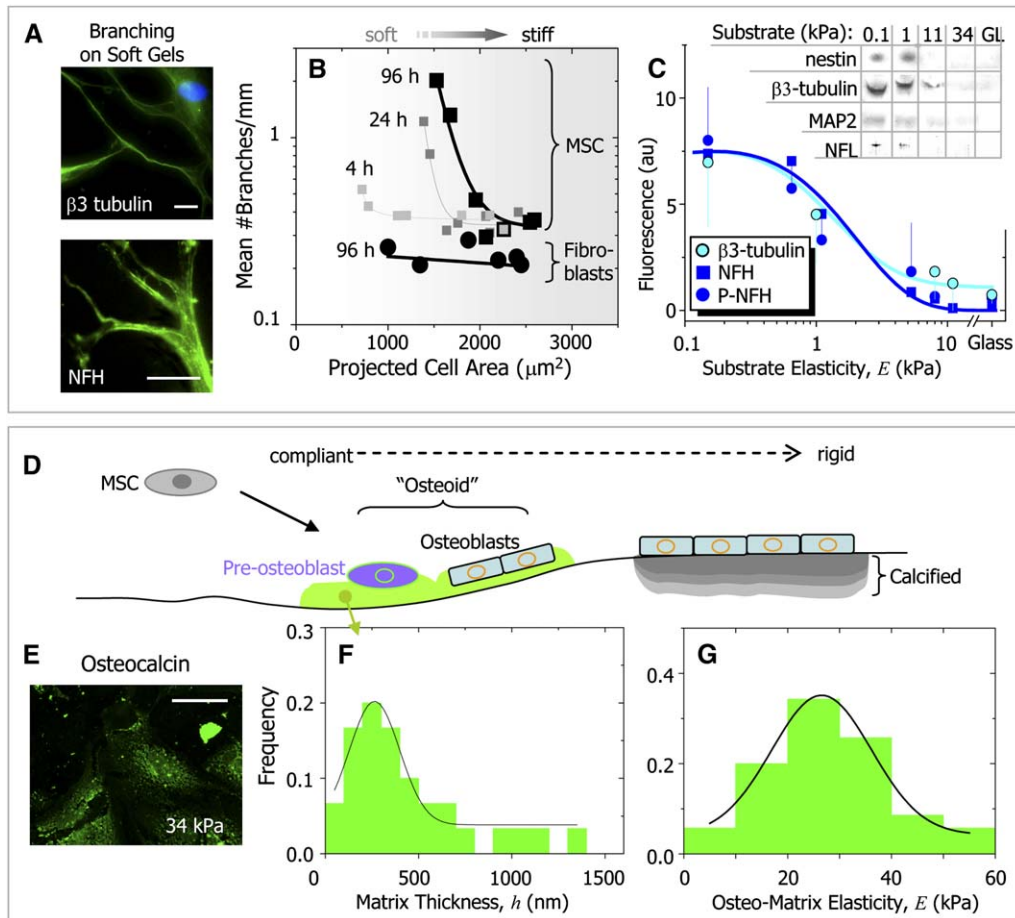 A
Branching
on Soft Gels
β3 tubulin
NFH
B
soft
stiff
Mean #Branches/mm
1
0.1
96 h
24 h
4 h
96 h
MSC
Fibro-
blasts
1000 1500 2000 2500 3000
Projected Cell Area (μm²)
C
Substrate (kPa): 0.1 1 11 34 GL
nestin
β3-tubulin
MAP2
NFL
Fluorescence (au)
10
5
0
β3-tubulin
NFH
P-NFH
0.1 1 10 Glass
Substrate Elasticity, E (kPa)
D
compliant
rigid
MSC
"Osteoid"
Pre-osteoblast
Osteoblasts
Calcified
E
Osteocalcin
34 kPa
F
Frequency
0.3
0.2
0.1
0.0
0 500 1000 1500
Matrix Thickness, h (nm)
G
0.4
0.2
0.0
0 20 40 60
Osteo-Matrix Elasticity, E (kPa)